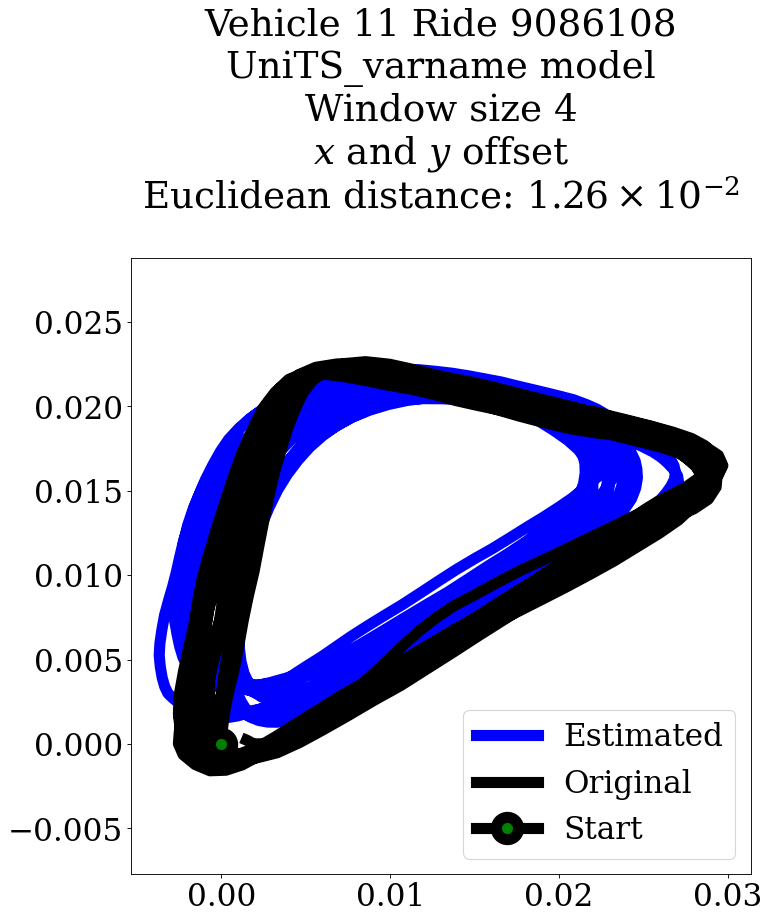 Vehicle 11 Ride 9086108
UniTS_varname model
Window size 4
x and y offset
Euclidean distance: 1.26 × 10⁻²
0.025
0.020
0.015
0.010
0.005
0.000
−0.005
Estimated
Original
Start
0.00 0.01 0.02 0.03